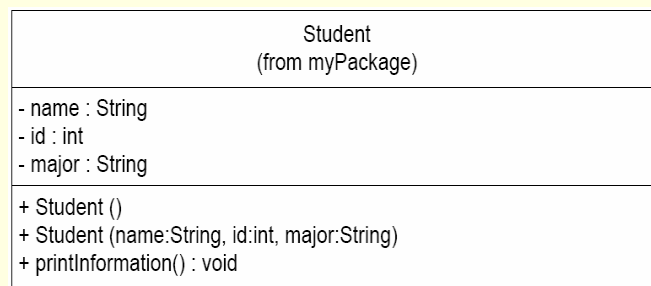 Student
(from myPackage)
- name : String
- id : int
- major : String
+ Student ()
+ Student (name:String, id:int, major:String)
+ printInformation() : void